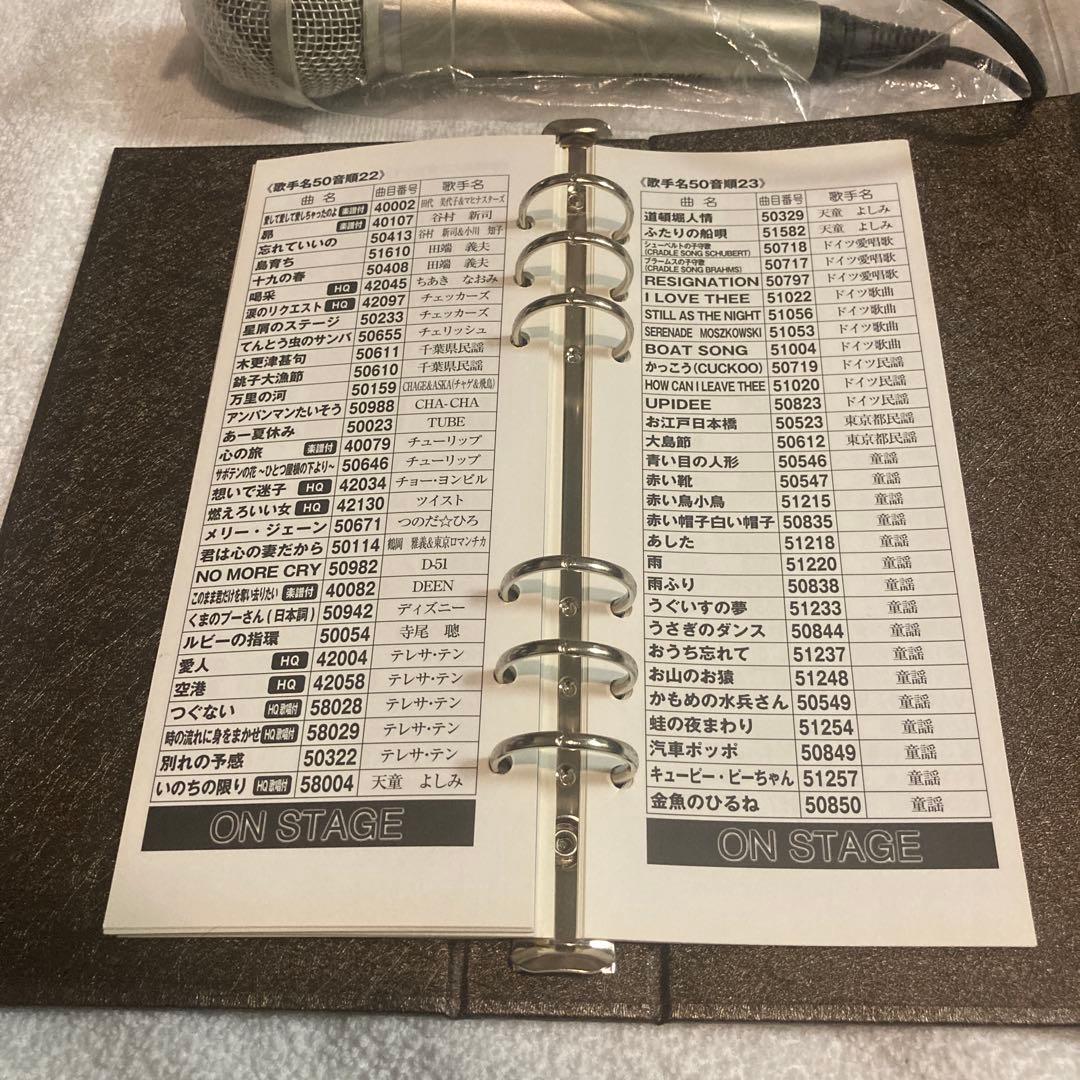 《歌手名50音順22》
曲 名 曲目番号 歌手名
愛して愛して愛しちゃったのよ 楽譜付 40002 田代 美代子&マヒナスターズ
昴 楽譜付 40107 谷村 新司
忘れていいの 50413 谷村 新司&小川 知子
島育ち 51610 田端 義夫
十九の春 50408 田端 義夫
喝采 HQ 42045 ちあき なおみ
涙のリクエスト HQ 42097 チェッカーズ
星屑のステージ 50233 チェッカーズ
てんとう虫のサンバ 50655 チェリッシュ
木更津甚句 50611 千葉県民謡
銚子大漁節 50610 千葉県民謡
万里の河 50159 CHAGE&ASKA(チャゲ&飛鳥)
アンパンマンたいそう 50988 CHA-CHA
あー夏休み 50023 TUBE
心の旅 楽譜付 40079 チューリップ
サボテンの花 〜ひとつ屋根の下より〜 50646 チューリップ
想いで迷子 HQ 42034 チョー・ヨンピル
燃えろいい女 HQ 42130 ツイスト
メリー・ジェーン 50671 つのだ☆ひろ
君は心の妻だから 50114 鶴岡 雅義&東京ロマンチカ
NO MORE CRY 50982 D-51
このまま君だけを奪い去りたい 楽譜付 40082 DEEN
くまのプーさん(日本詞) 50942 ディズニー
ルビーの指環 50054 寺尾 聰
愛人 HQ 42004 テレサ・テン
空港 HQ 42058 テレサ・テン
つぐない HQ歌唱付 58028 テレサ・テン
時の流れに身をまかせ HQ歌唱付 58029 テレサ・テン
別れの予感 50322 テレサ・テン
いのちの限り HQ歌唱付 58004 天童 よしみ
ON STAGE
《歌手名50音順23》
曲 名 曲目番号 歌手名
道頓堀人情 50329 天童 よしみ
ふたりの船唄 51582 天童 よしみ
シューベルトの子守歌
(CRADLE SONG SCHUBERT) 50718 ドイツ愛唱歌
ブラームスの子守歌
(CRADLE SONG BRAHMS) 50717 ドイツ愛唱歌
RESIGNATION 50797 ドイツ愛唱歌
I LOVE THEE 51022 ドイツ歌曲
STILL AS THE NIGHT 51056 ドイツ歌曲
SERENADE MOSZKOWSKI 51053 ドイツ歌曲
BOAT SONG 51004 ドイツ歌曲
かっこう(CUCKOO) 50719 ドイツ民謡
HOW CAN I LEAVE THEE 51020 ドイツ民謡
UPIDEE 50823 ドイツ民謡
お江戸日本橋 50523 東京都民謡
大島節 50612 東京都民謡
青い目の人形 50546 童謡
赤い靴 50547 童謡
赤い鳥小鳥 51215 童謡
赤い帽子白い帽子 50835 童謡
あした 51218 童謡
雨 51220 童謡
雨ふり 50838 童謡
うぐいすの夢 51233 童謡
うさぎのダンス 50844 童謡
おうち忘れて 51237 童謡
お山のお猿 51248 童謡
かもめの水兵さん 50549 童謡
蛙の夜まわり 51254 童謡
汽車ポッポ 50849 童謡
キューピー・ピーちゃん 51257 童謡
金魚のひるね 50850 童謡
ON STAGE